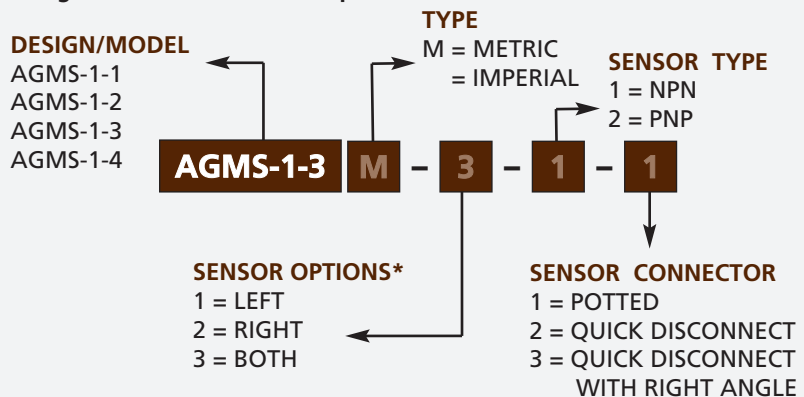 DESIGN/MODEL
AGMS-1-1
AGMS-1-2
AGMS-1-3
AGMS-1-4
TYPE
M = METRIC
= IMPERIAL
SENSOR TYPE
1 = NPN
2 = PNP
AGMS-1-3 M - 3 - 1 - 1
SENSOR OPTIONS*
1 = LEFT
2 = RIGHT
3 = BOTH
SENSOR CONNECTOR
1 = POTTED
2 = QUICK DISCONNECT
3 = QUICK DISCONNECT
WITH RIGHT ANGLE